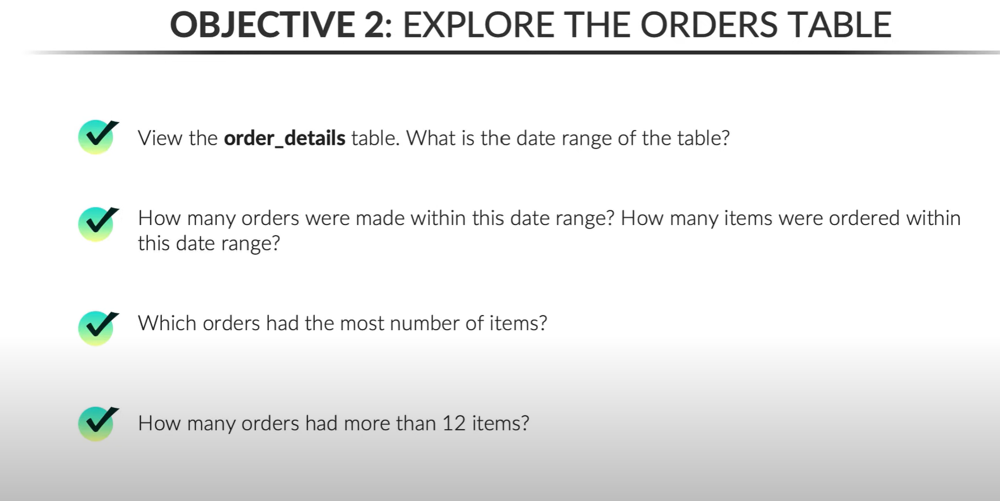 OBJECTIVE 2: EXPLORE THE ORDERS TABLE
View the order_details table. What is the date range of the table?
How many orders were made within this date range? How many items were ordered within
this date range?
Which orders had the most number of items?
How many orders had more than 12 items?